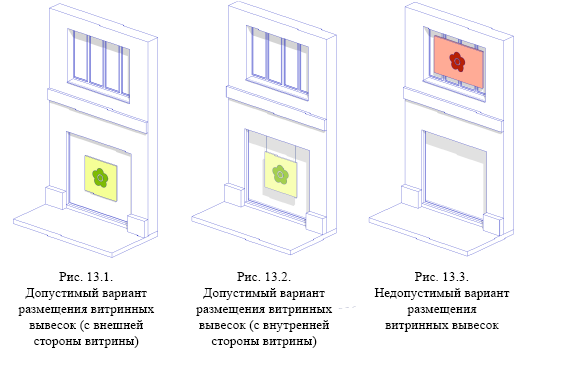 Рис. 13.1.
Допустимый вариант
размещения витринных
вывесок (с внешней
стороны витрины)
Рис. 13.2.
Допустимый вариант
размещения витринных
вывесок (с внутренней
стороны витрины)
Рис. 13.3.
Недопустимый вариант
размещения
витринных вывесок